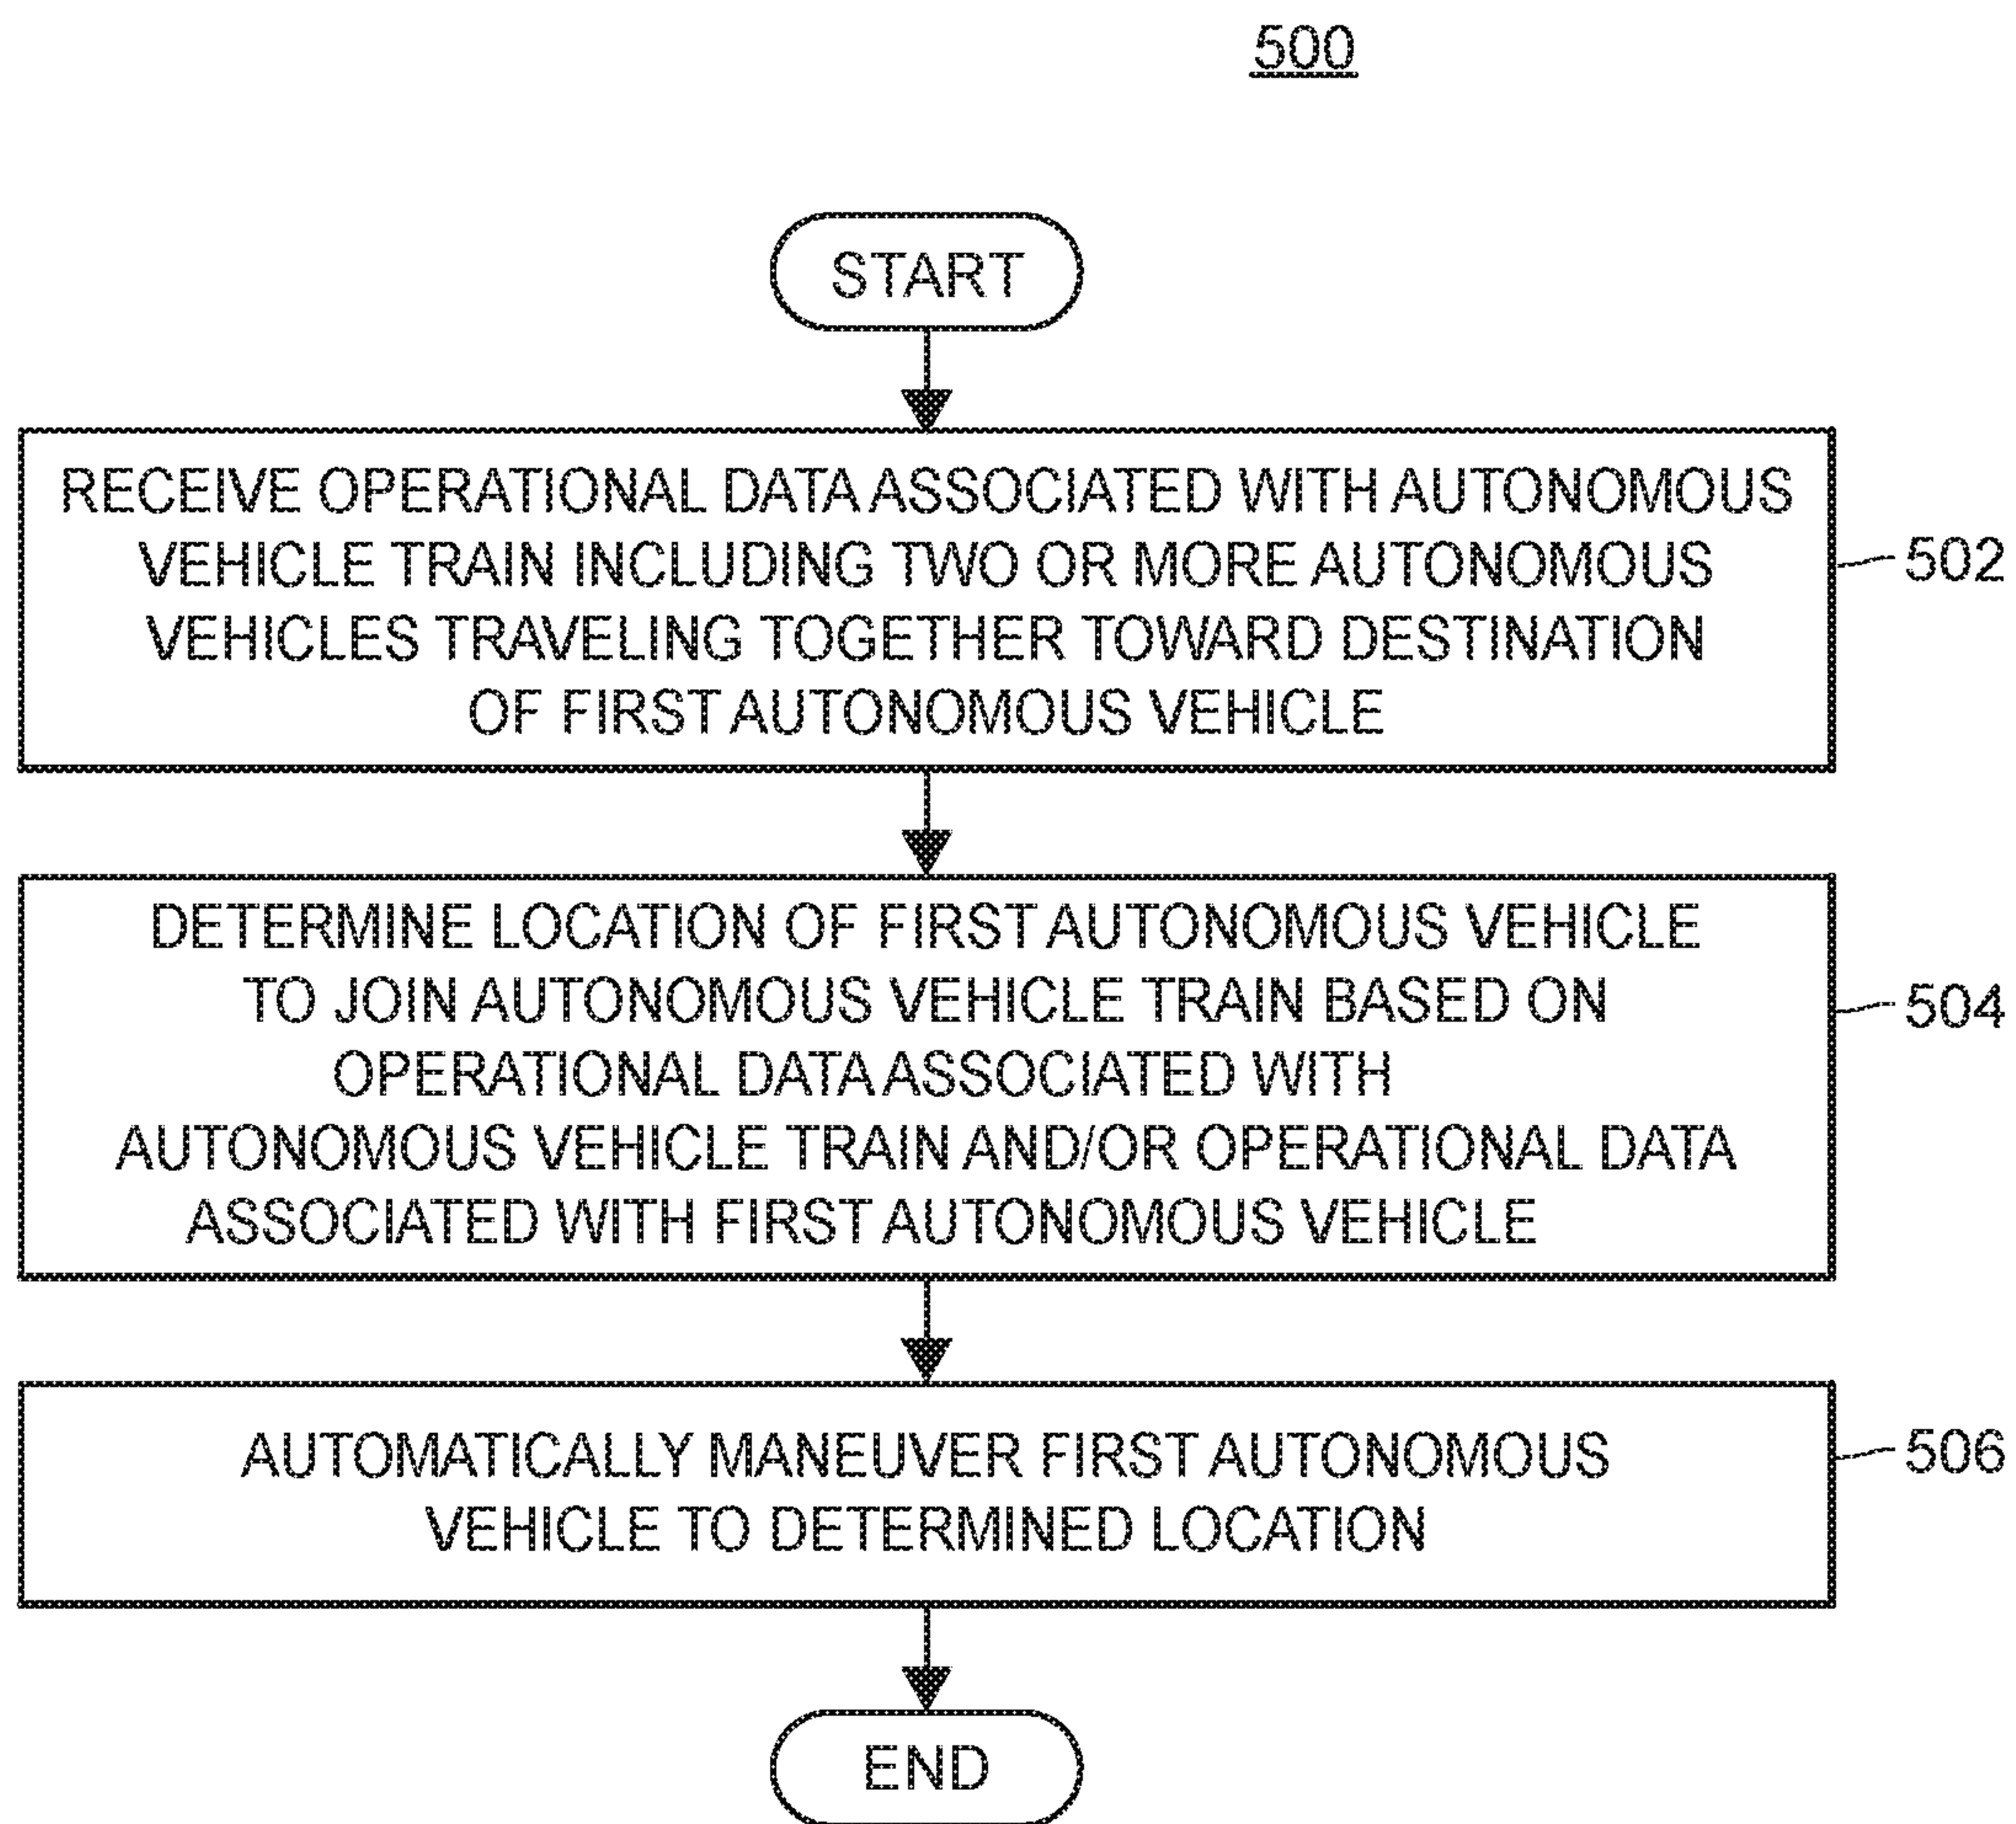 500
START
RECEIVE OPERATIONAL DATA ASSOCIATED WITH AUTONOMOUS
VEHICLE TRAIN INCLUDING TWO OR MORE AUTONOMOUS
VEHICLES TRAVELING TOGETHER TOWARD DESTINATION
OF FIRST AUTONOMOUS VEHICLE
502
DETERMINE LOCATION OF FIRST AUTONOMOUS VEHICLE
TO JOIN AUTONOMOUS VEHICLE TRAIN BASED ON
OPERATIONAL DATA ASSOCIATED WITH
AUTONOMOUS VEHICLE TRAIN AND/OR OPERATIONAL DATA
ASSOCIATED WITH FIRST AUTONOMOUS VEHICLE
504
AUTOMATICALLY MANEUVER FIRST AUTONOMOUS
VEHICLE TO DETERMINED LOCATION
506
END